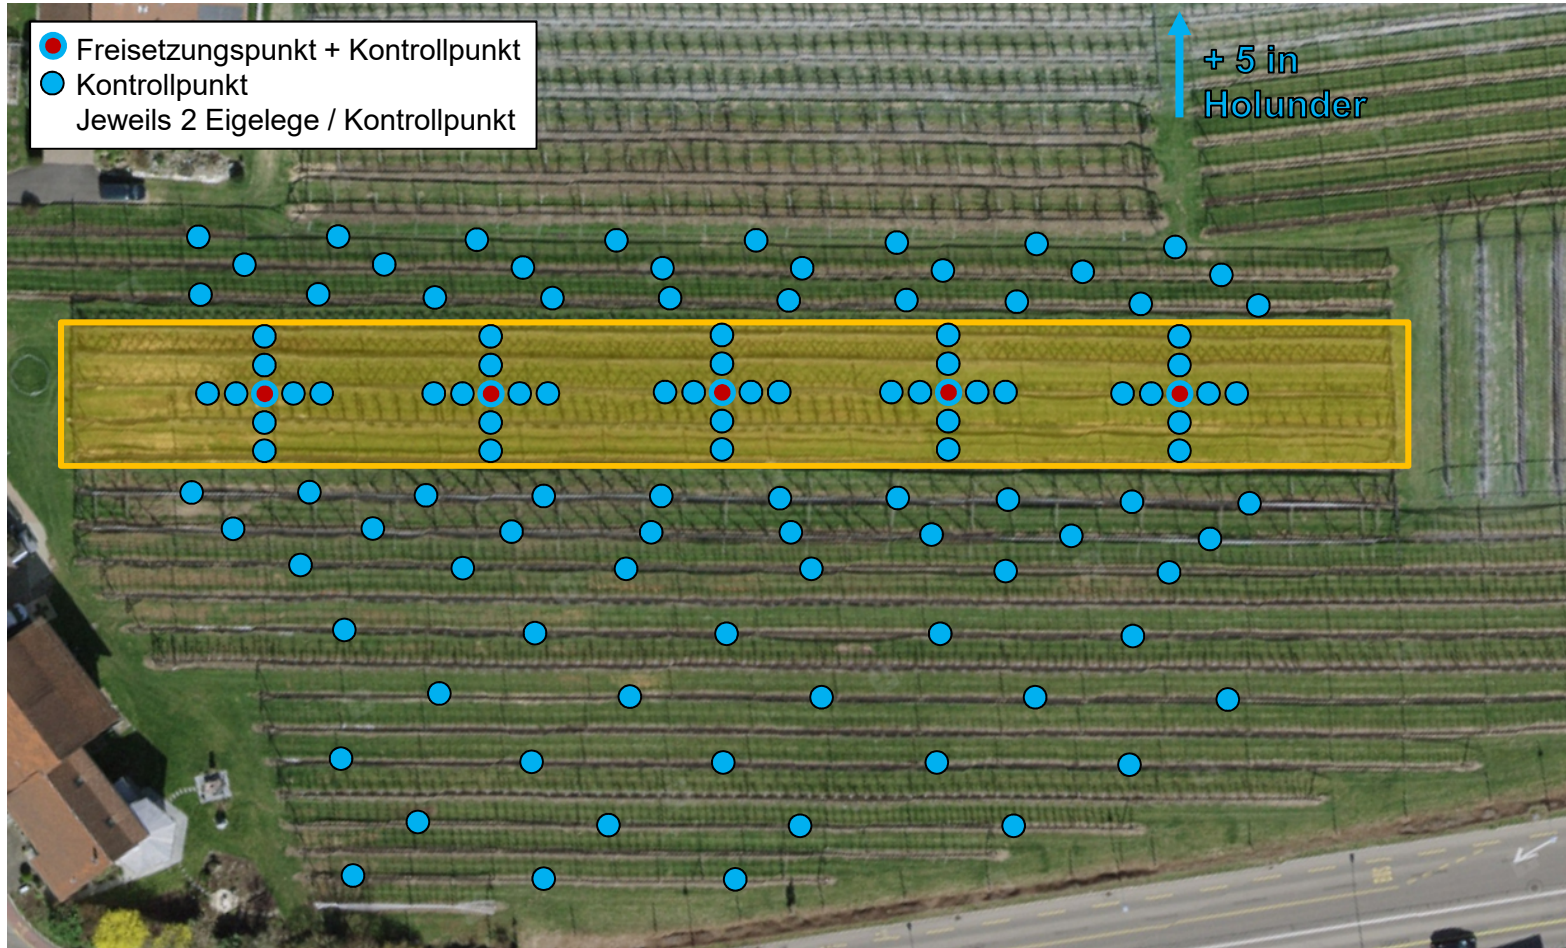 Freisetzungspunkt + Kontrollpunkt
Kontrollpunkt
Jeweils 2 Eigelege / Kontrollpunkt
+ 5 in
Holunder